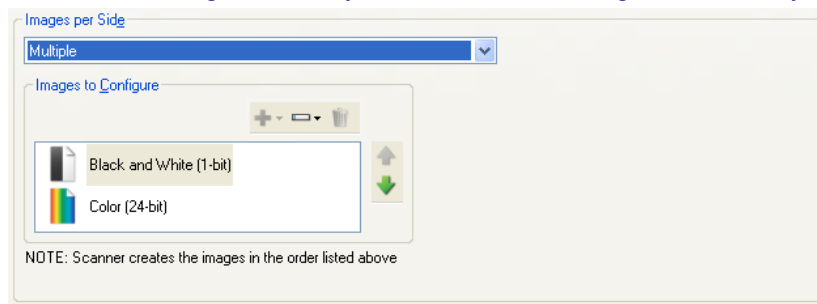 Images per Side
Multiple
Images to Configure
Black and White (1-bit)
Color (24-bit)
NOTE: Scanner creates the images in the order listed above